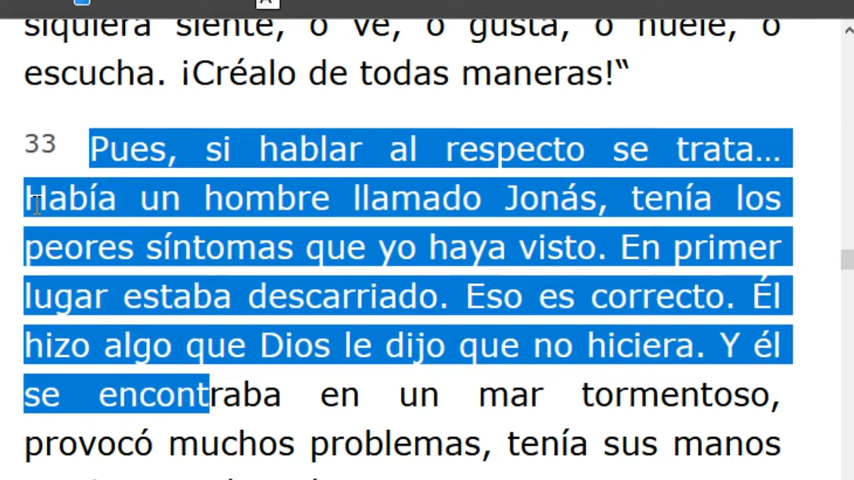 siquiera siente, o ve, o gusta, o huele, o
escucha. ¡Créalo de todas maneras!“
33 Pues, si hablar al respecto se trata…
Había un hombre llamado Jonás, tenía los
peores síntomas que yo haya visto. En primer
lugar estaba descarriado. Eso es correcto. Él
hizo algo que Dios le dijo que no hiciera. Y él
se encontraba en un mar tormentoso,
provocó muchos problemas, tenía sus manos